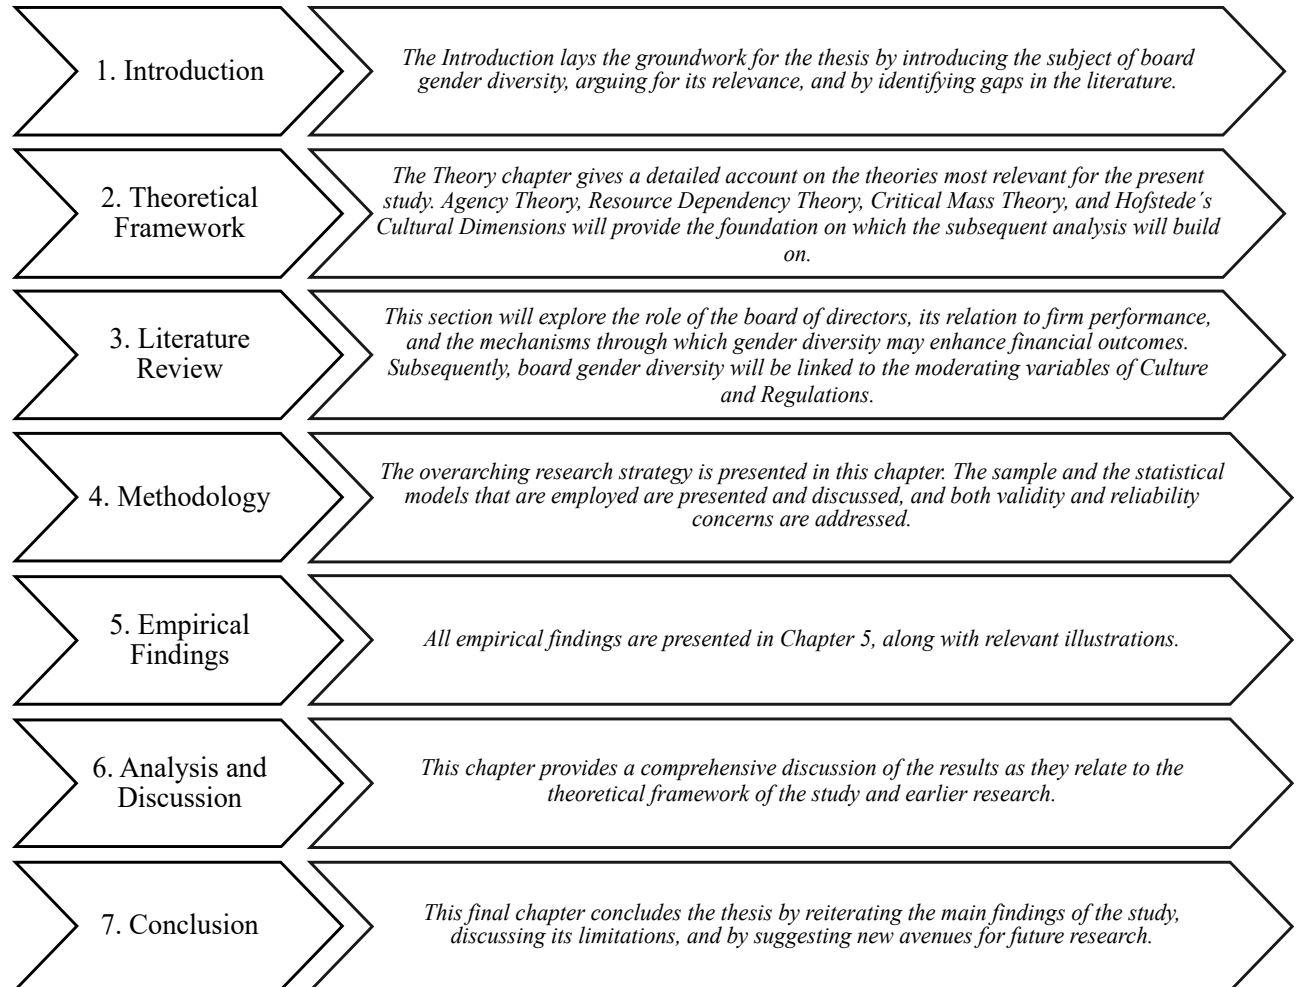 1. Introduction
The Introduction lays the groundwork for the thesis by introducing the subject of board
gender diversity, arguing for its relevance, and by identifying gaps in the literature.
2. Theoretical
Framework
The Theory chapter gives a detailed account on the theories most relevant for the present
study. Agency Theory, Resource Dependency Theory, Critical Mass Theory, and Hofstede´s
Cultural Dimensions will provide the foundation on which the subsequent analysis will build
on.
3. Literature
Review
This section will explore the role of the board of directors, its relation to firm performance,
and the mechanisms through which gender diversity may enhance financial outcomes.
Subsequently, board gender diversity will be linked to the moderating variables of Culture
and Regulations.
4. Methodology
The overarching research strategy is presented in this chapter. The sample and the statistical
models that are employed are presented and discussed, and both validity and reliability
concerns are addressed.
5. Empirical
Findings
All empirical findings are presented in Chapter 5, along with relevant illustrations.
6. Analysis and
Discussion
This chapter provides a comprehensive discussion of the results as they relate to the
theoretical framework of the study and earlier research.
7. Conclusion
This final chapter concludes the thesis by reiterating the main findings of the study,
discussing its limitations, and by suggesting new avenues for future research.